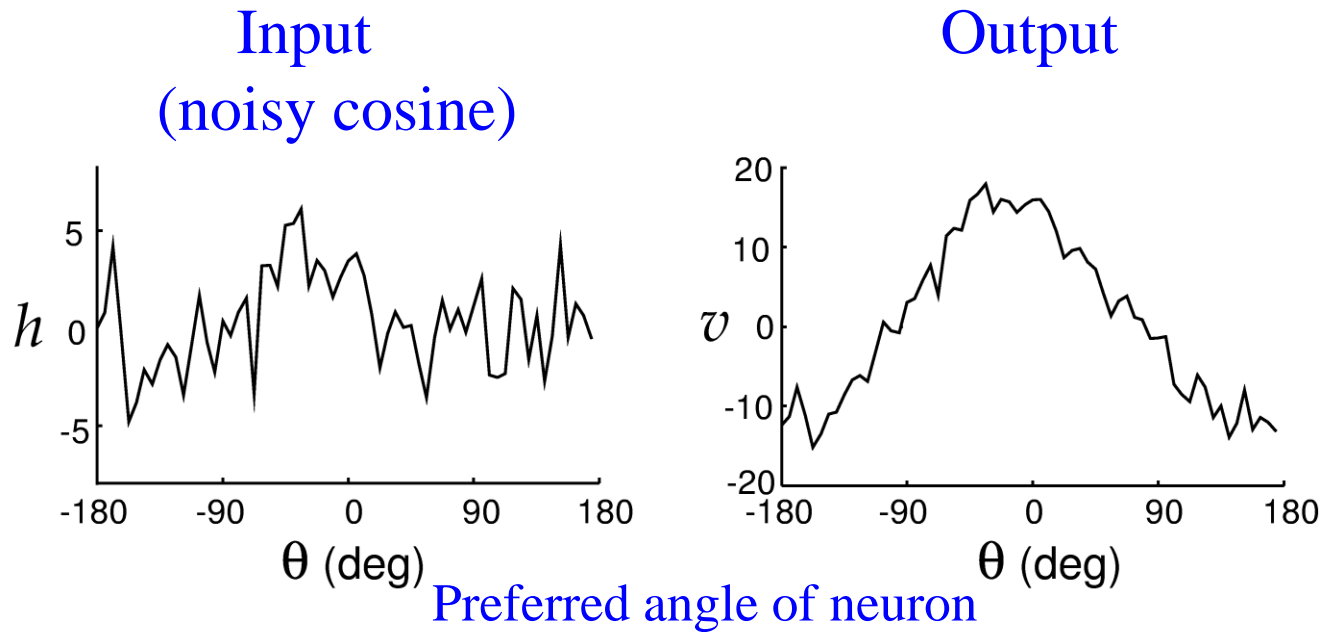 Input
(noisy cosine)
Output
h
5
0
-5
-180 -90 0 90 180
θ (deg)
v
20
10
0
-10
-20
-180 -90 0 90 180
θ (deg)
Preferred angle of neuron